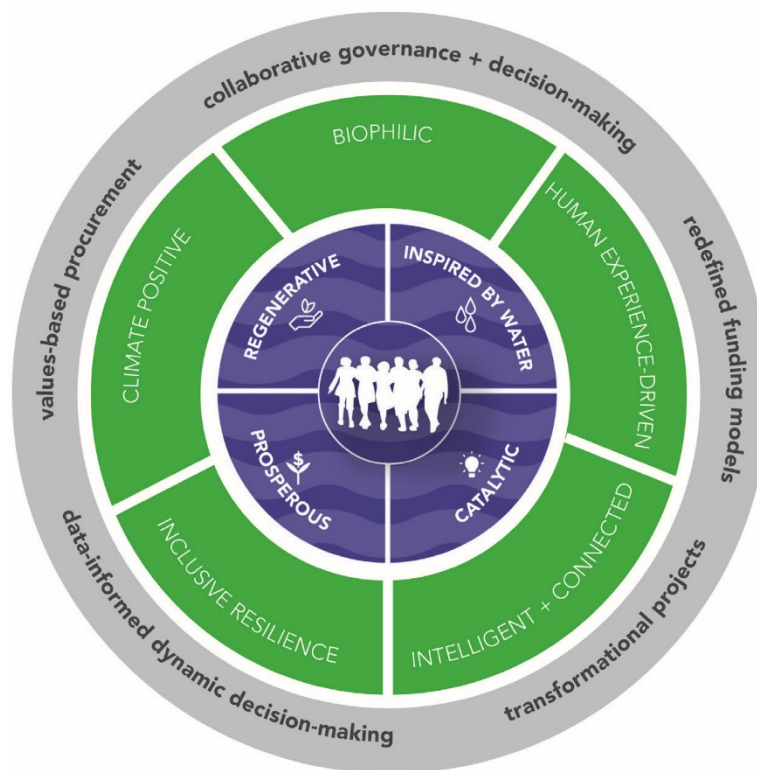 collaborative governance + decision-making
redefined funding models
transformational projects
data-informed dynamic decision-making
values-based procurement
BIOPHILIC
HUMAN EXPERIENCE-DRIVEN
INTELLIGENT + CONNECTED
INCLUSIVE RESILIENCE
CLIMATE POSITIVE
REGENERATIVE
INSPIRED BY WATER
CATALYTIC
PROSPEROUS
$